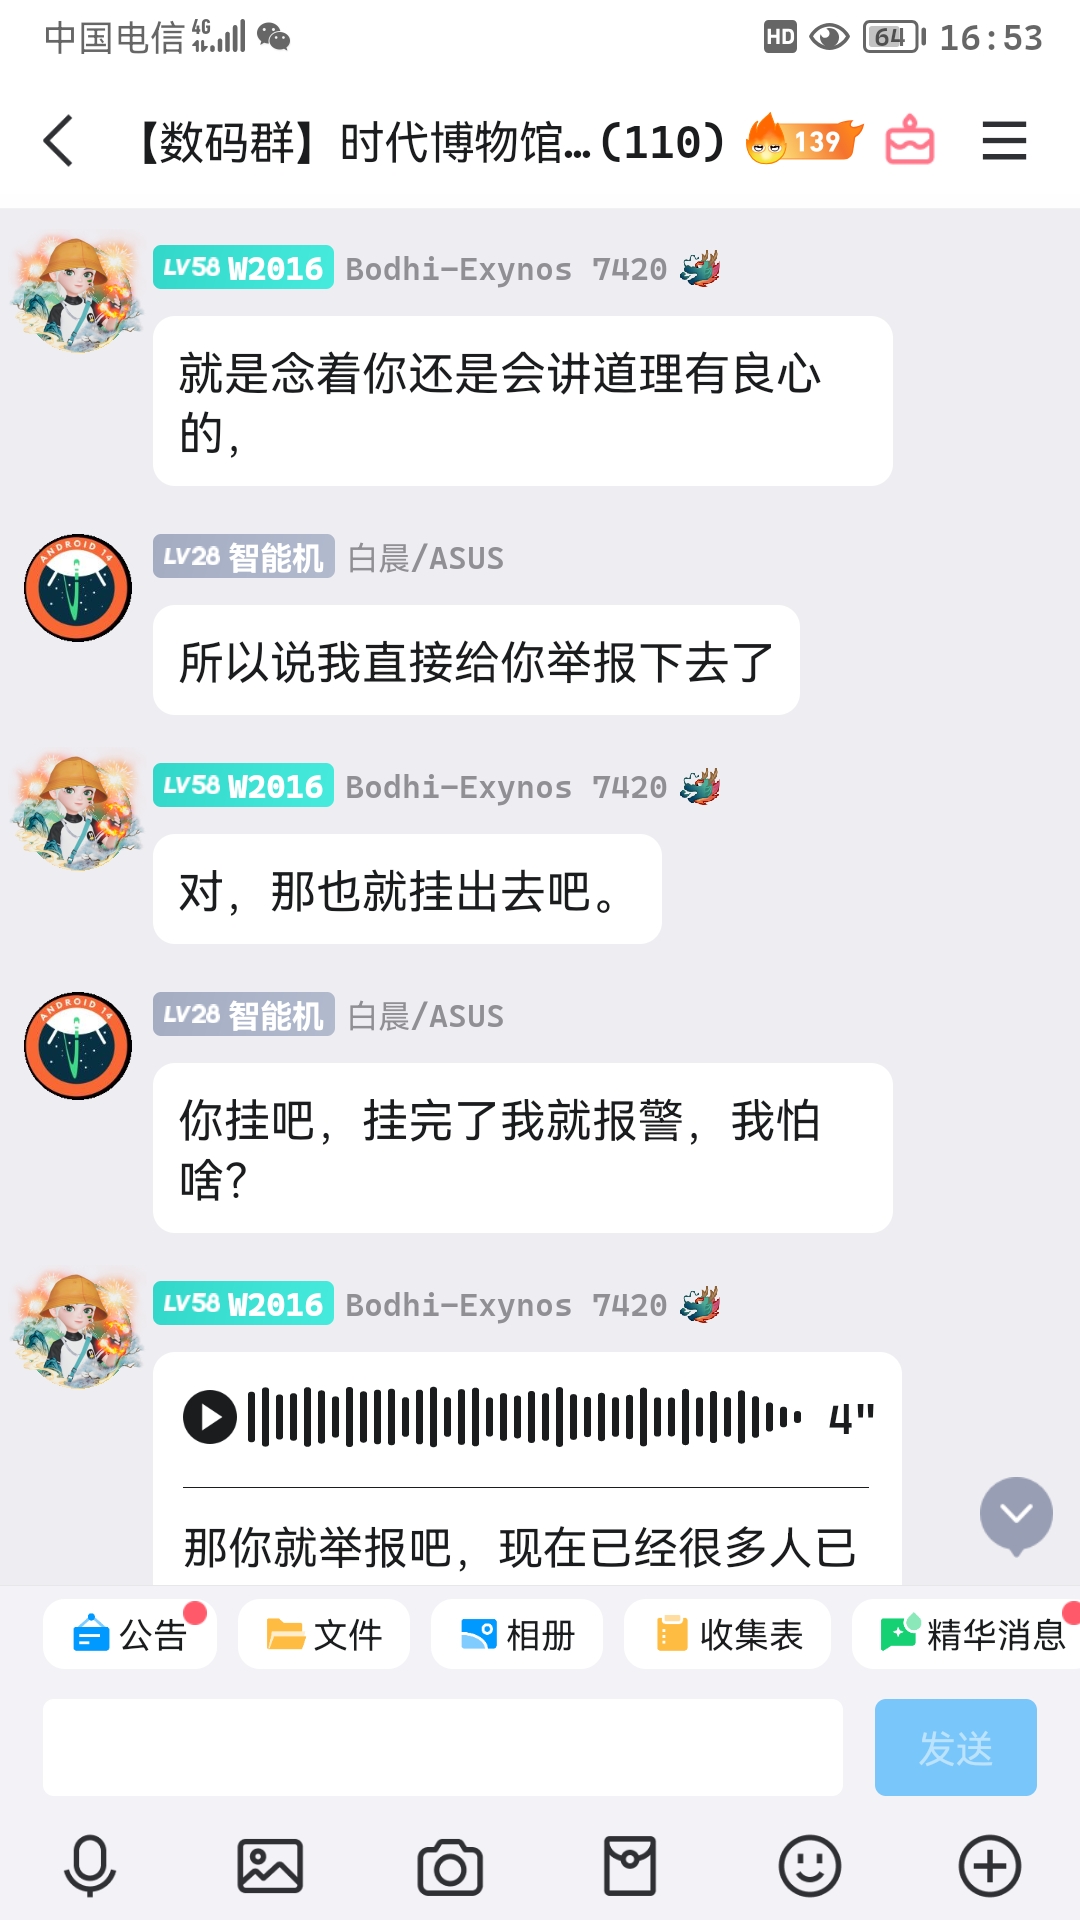 中国电信 4G HD 64 16:53
【数码群】时代博物馆...(110) 139
LV58 W2016 Bodhi-Exynos 7420
就是念着你还是会讲道理有良心
的，
ANDROID 14
LV28 智能机 白晨/ASUS
所以说我直接给你举报下去了
LV58 W2016 Bodhi-Exynos 7420
对，那也就挂出去吧。
ANDROID 14
LV28 智能机 白晨/ASUS
你挂吧，挂完了我就报警，我怕
啥?
LV58 W2016 Bodhi-Exynos 7420
4"
那你就举报吧，现在已经很多人已
公告 文件 相册 收集表 精华消息
发送